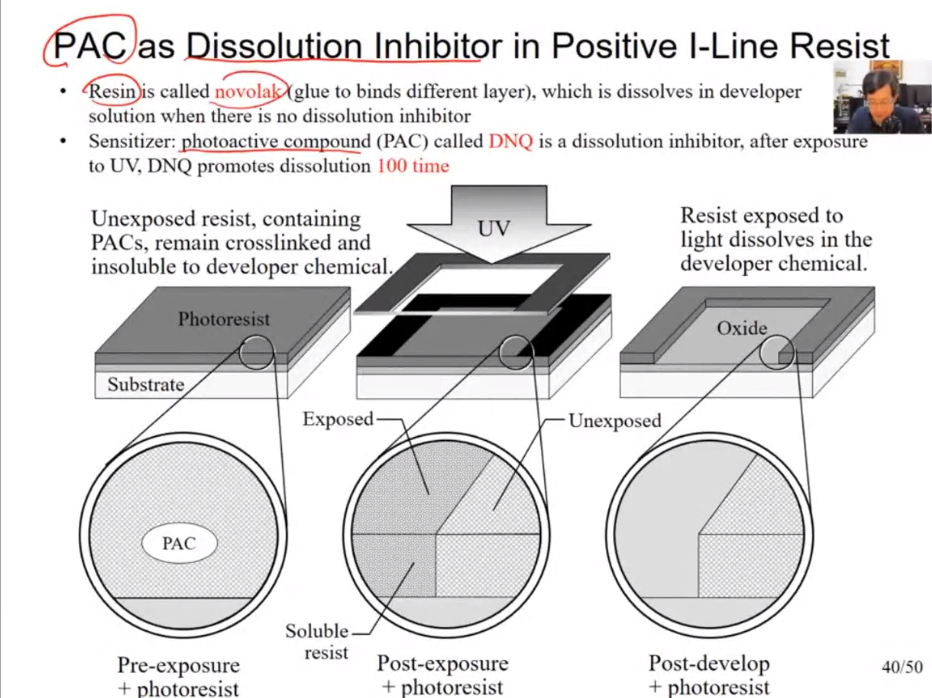 PAC as Dissolution Inhibitor in Positive I-Line Resist
• Resin is called novolak (glue to binds different layer), which is dissolves in developer
solution when there is no dissolution inhibitor
• Sensitizer: photoactive compound (PAC) called DNQ is a dissolution inhibitor, after exposure
to UV, DNQ promotes dissolution 100 time
Unexposed resist, containing
PACs, remain crosslinked and
insoluble to developer chemical.
UV
Resist exposed to
light dissolves in the
developer chemical.
Photoresist
Substrate
Oxide
Exposed
Unexposed
PAC
Soluble
resist
Pre-exposure
+ photoresist
Post-exposure
+ photoresist
Post-develop
+ photoresist
40/50